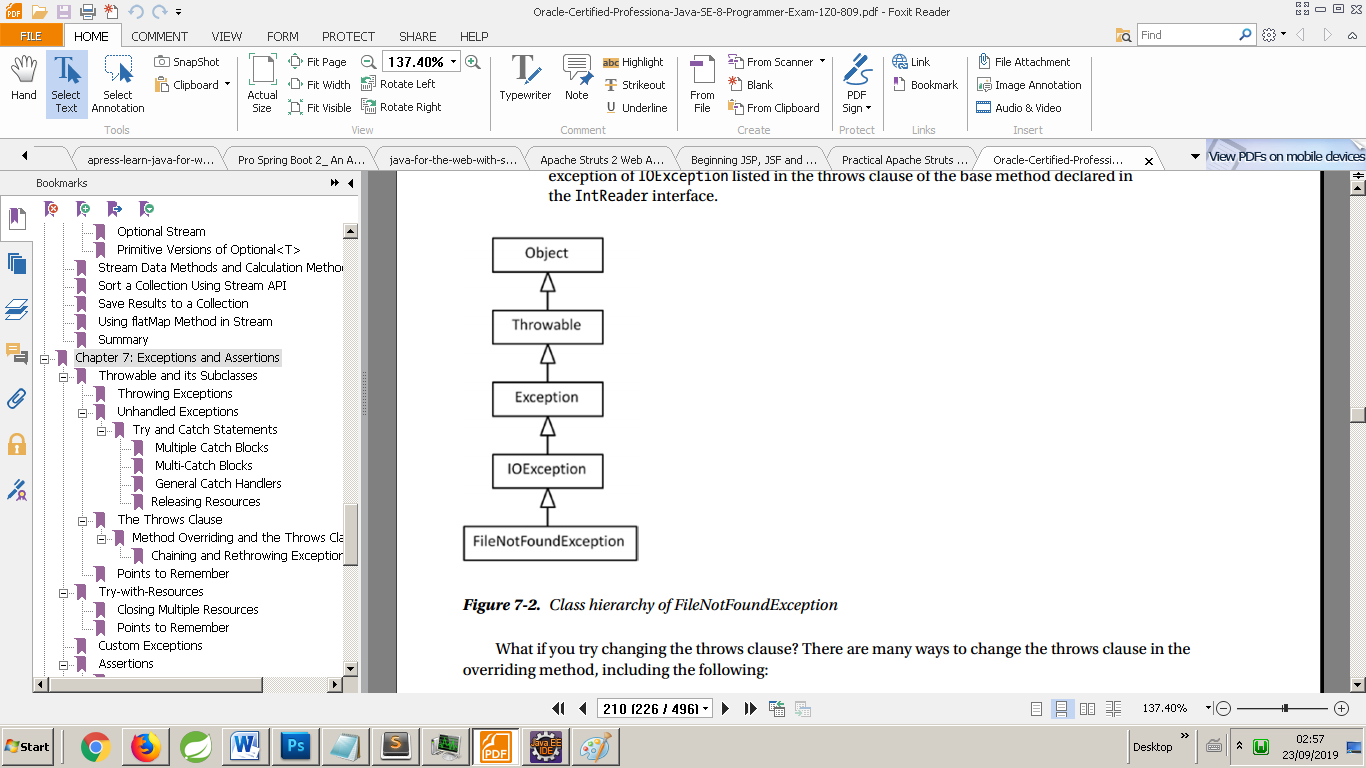 Oracle-Certified-Professiona-Java-SE-8-Programmer-Exam-1Z0-809.pdf - Foxit Reader
FILE HOME COMMENT VIEW FORM PROTECT SHARE HELP Find
Hand
Select Text
Select Annotation
SnapShot
Clipboard
Tools
Actual Size
Fit Page
Fit Width
Fit Visible
137.40%
Rotate Left
Rotate Right
View
Typewriter
Note
Highlight
Strikeout
Underline
Comment
From File
From Scanner
Blank
From Clipboard
Create
PDF Sign
Protect
Link
Bookmark
Links
File Attachment
Image Annotation
Audio & Video
Insert
apress-learn-java-for-w... Pro Spring Boot 2_ An A... java-for-the-web-with-s... Apache Struts 2 Web A... Beginning JSP, JSF and ... Practical Apache Struts ... Oracle-Certified-Professi... View PDFs on mobile devices
Bookmarks
Optional Stream
Primitive Versions of Optional<T>
Stream Data Methods and Calculation Metho
Sort a Collection Using Stream API
Save Results to a Collection
Using flatMap Method in Stream
Summary
Chapter 7: Exceptions and Assertions
Throwable and its Subclasses
Throwing Exceptions
Unhandled Exceptions
Try and Catch Statements
Multiple Catch Blocks
Multi-Catch Blocks
General Catch Handlers
Releasing Resources
The Throws Clause
Method Overriding and the Throws Cla
Chaining and Rethrowing Exception
Points to Remember
Try-with-Resources
Closing Multiple Resources
Points to Remember
Custom Exceptions
Assertions
exception of IOException listed in the throws clause of the base method declared in
the IntReader interface.
Object
Throwable
Exception
IOException
FileNotFoundException
Figure 7-2. Class hierarchy of FileNotFoundException
What if you try changing the throws clause? There are many ways to change the throws clause in the
overriding method, including the following:
210 (226 / 496) 137.40%
Start
Desktop
02:57
23/09/2019